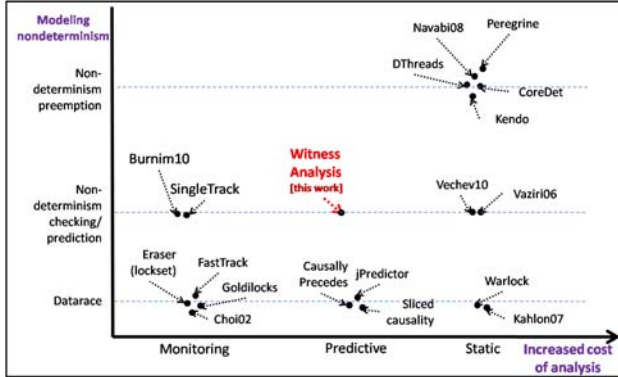 Modeling
nondeterminism
Navabi08
Peregrine
DThreads
Non-
determinism
preemption
CoreDet
Kendo
Burnim10
SingleTrack
Witness
Analysis
[this work]
Vechev10
Vaziri06
Non-
determinism
checking/
prediction
Eraser
(lockset)
FastTrack
Goldilocks
Choi02
Causally
Precedes
jPredictor
Sliced
causality
Warlock
Kahlon07
Datarace
Monitoring
Predictive
Static
Increased cost
of analysis